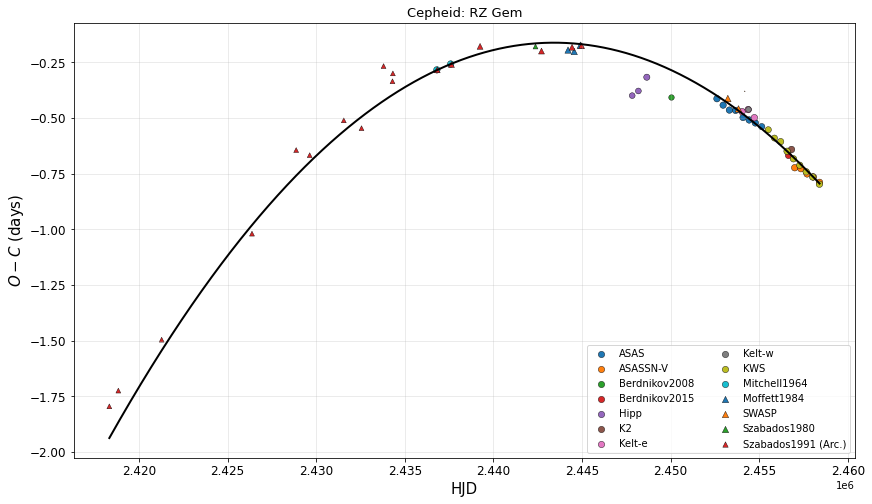 Cepheid: RZ Gem
O − C (days)
−0.25
−0.50
−0.75
−1.00
−1.25
−1.50
−1.75
−2.00
2.420 2.425 2.430 2.435 2.440 2.445 2.450 2.455 2.460
1e6
HJD
ASAS
ASASSN-V
Berdnikov2008
Berdnikov2015
Hipp
K2
Kelt-e
Kelt-w
KWS
Mitchell1964
Moffett1984
SWASP
Szabados1980
Szabados1991 (Arc.)